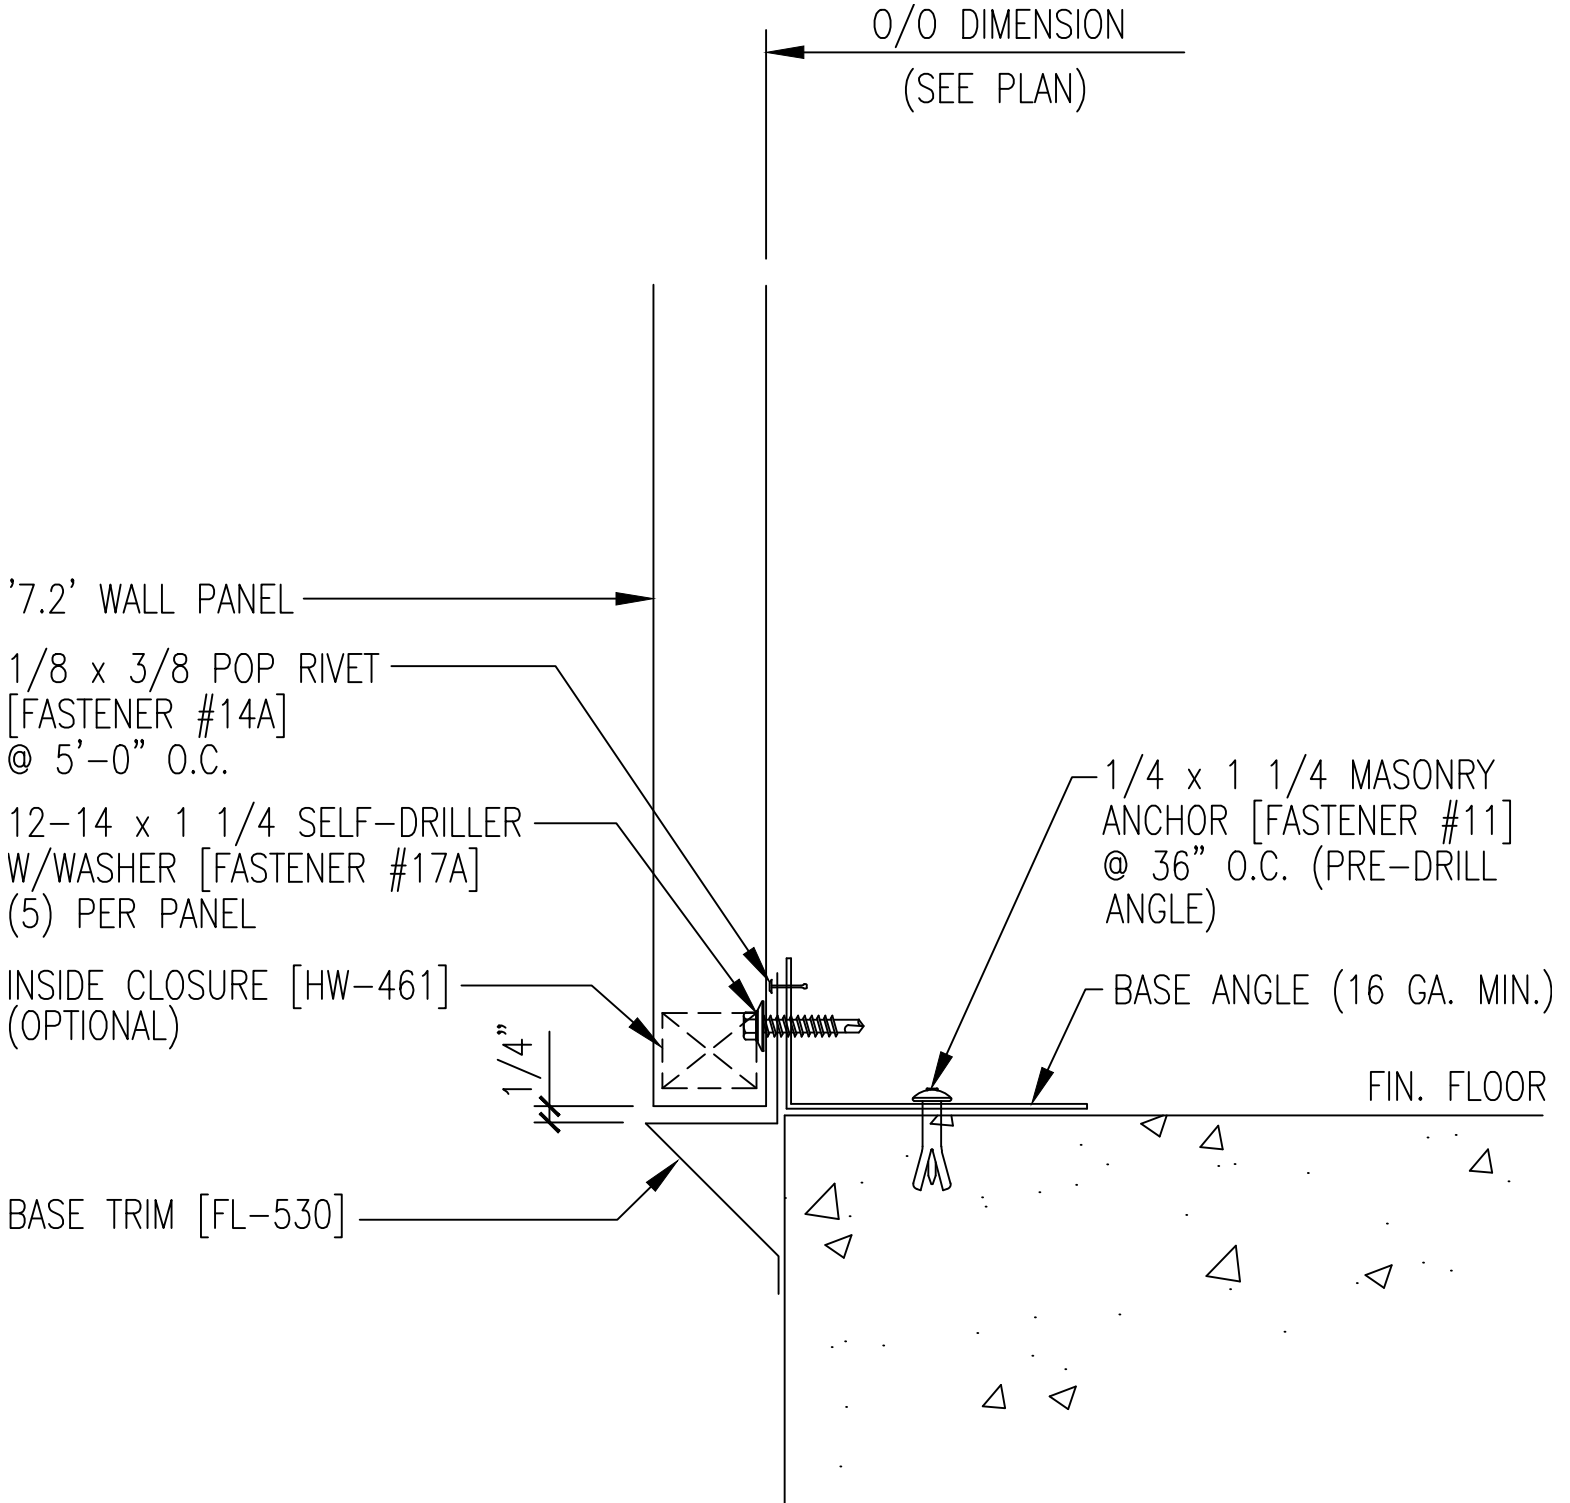 O/O DIMENSION
(SEE PLAN)
'7.2' WALL PANEL
1/8 x 3/8 POP RIVET
[FASTENER #14A]
@ 5'-0" O.C.
12-14 x 1 1/4 SELF-DRILLER
W/WASHER [FASTENER #17A]
(5) PER PANEL
INSIDE CLOSURE [HW-461]
(OPTIONAL)
1/4"
BASE TRIM [FL-530]
1/4 x 1 1/4 MASONRY
ANCHOR [FASTENER #11]
@ 36" O.C. (PRE-DRILL
ANGLE)
BASE ANGLE (16 GA. MIN.)
FIN. FLOOR